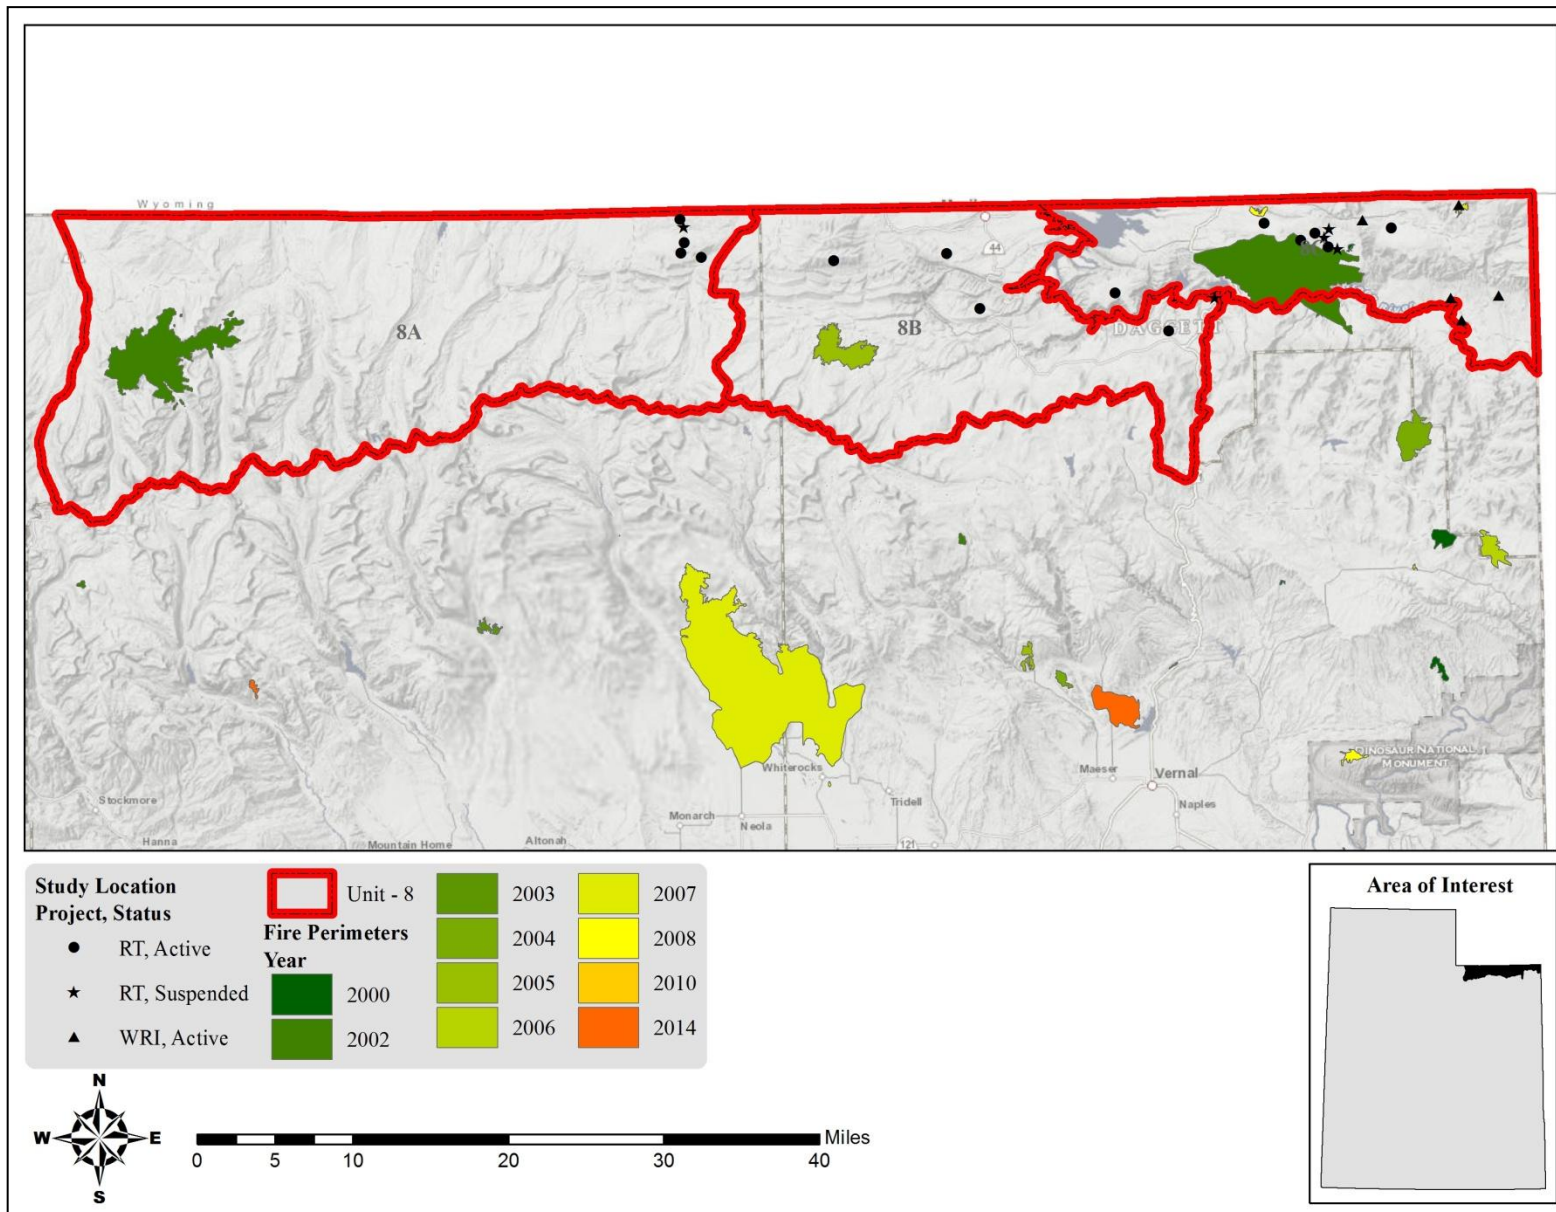 Wyoming
44
8A
8B
DAGGETT
DINOSAUR NATIONAL
MONUMENT
Whiterocks
Maeser
Vernal
Stockmore
Tridell
Naples
Monarch
Neola
Hanna
Mountain Home
Altonah
121
Study Location
Project, Status
RT, Active
RT, Suspended
WRI, Active
Unit - 8
Fire Perimeters
Year
2000
2002
2003
2004
2005
2006
2007
2008
2010
2014
Area of Interest
N
W
E
S
Miles
0
5
10
20
30
40